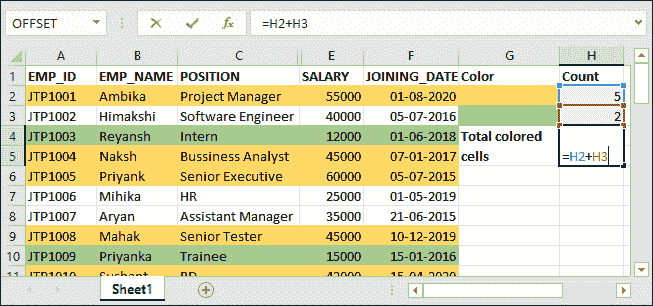 OFFSET =H2+H3
A B C E F G H
1 EMP_ID EMP_NAME POSITION SALARY JOINING_DATE Color Count
2 JTP1001 Ambika Project Manager 55000 01-08-2020 5
3 JTP1002 Himakshi Software Engineer 40000 05-07-2016 2
4 JTP1003 Reyansh Intern 12000 01-06-2018 Total colored
5 JTP1004 Naksh Bussiness Analyst 45000 07-01-2017 cells =H2+H3
6 JTP1005 Priyank Senior Executive 60000 05-07-2015
7 JTP1006 Mihika HR 25000 01-05-2019
8 JTP1007 Aryan Assistant Manager 35000 21-06-2015
9 JTP1008 Mahak Senior Tester 45000 10-12-2019
10 JTP1009 Priyanka Trainee 15000 15-01-2016
11 JTP1010 Sushant 42000 15-04-2020
Sheet1